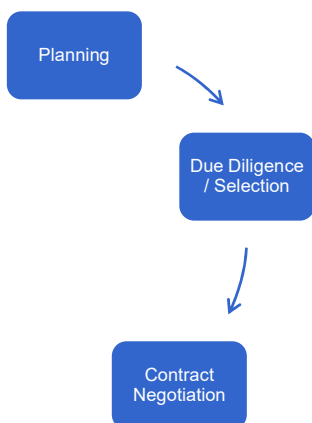 Planning
Due Diligence
/ Selection
Contract
Negotiation